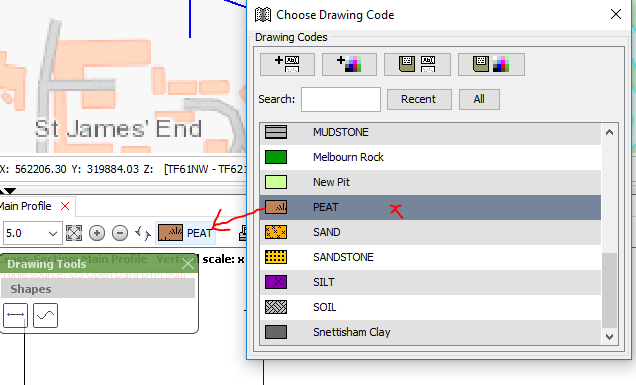 Choose Drawing Code
Drawing Codes
Search:
Recent
All
MUDSTONE
Melbourn Rock
New Pit
PEAT
SAND
SANDSTONE
SILT
SOIL
Snettisham Clay
St James' End
X: 562206.30 Y: 319884.03 Z: [TF61NW - TF621
Main Profile
5.0
PEAT
Main Profile Vertical scale: x
Drawing Tools
Shapes